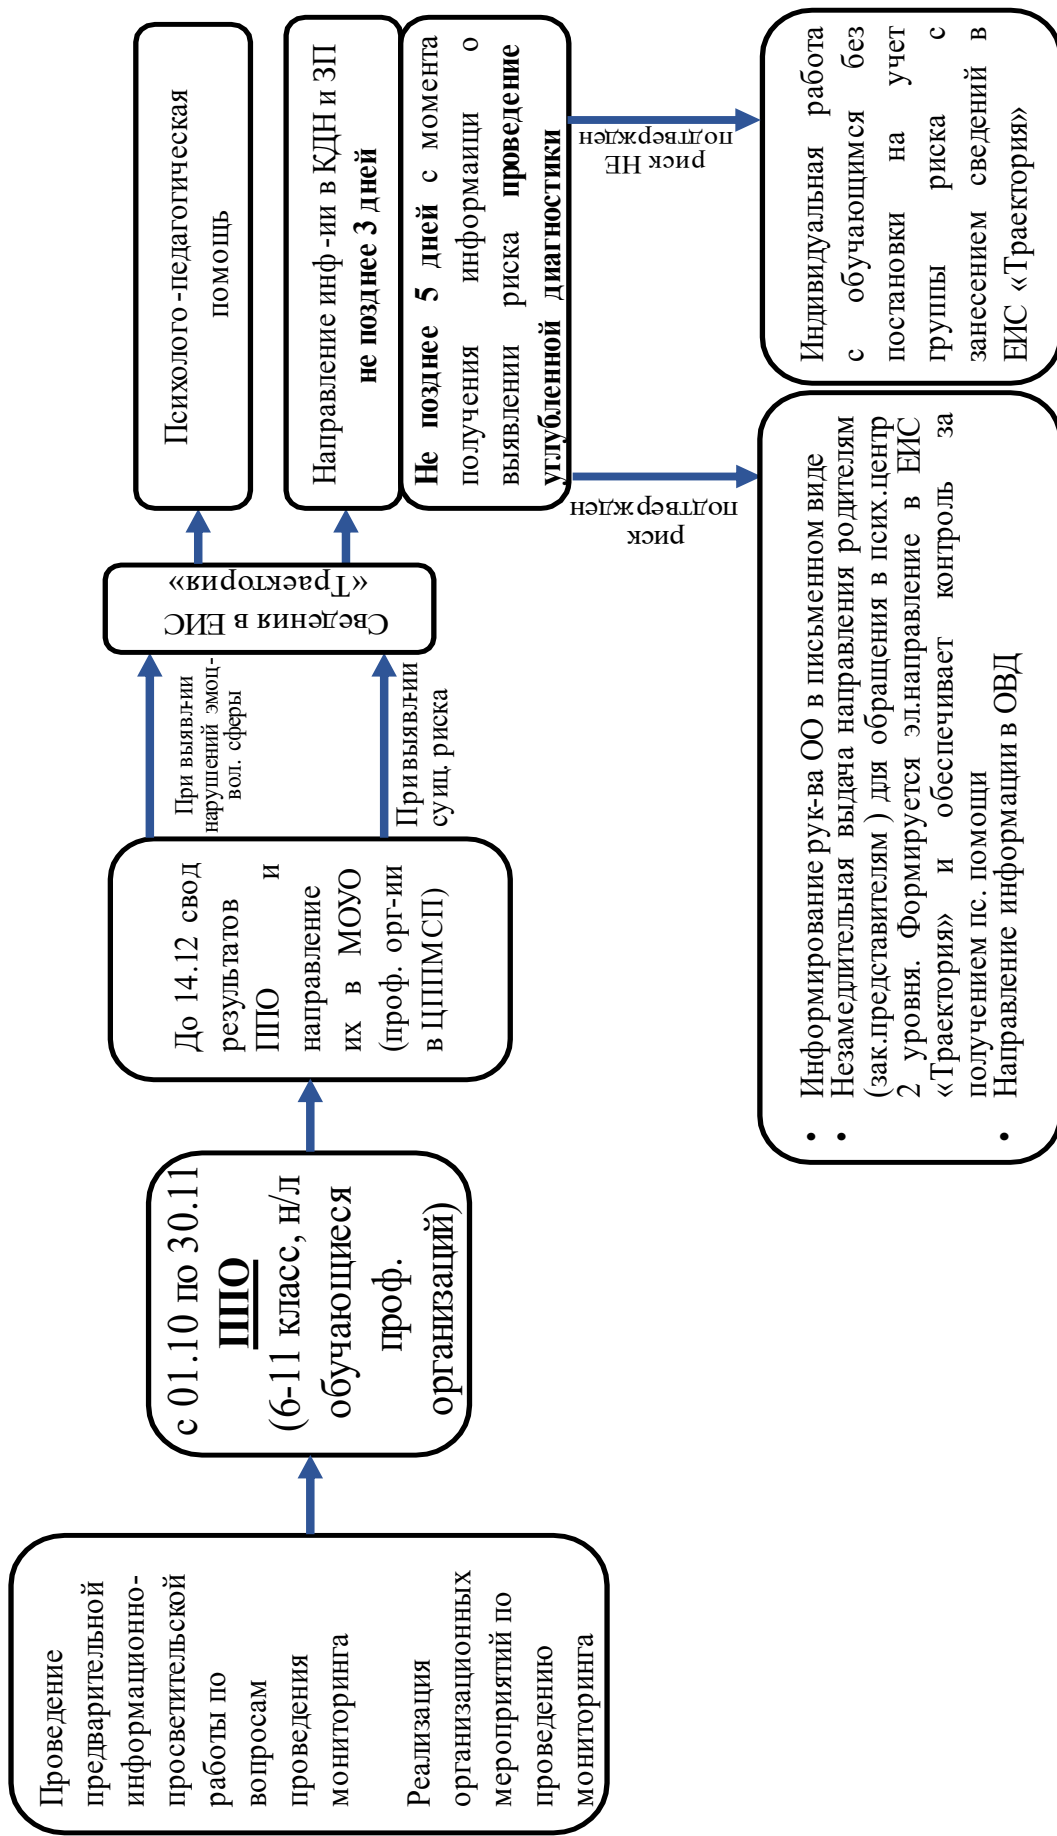 Проведение
предварительной
информационно-
просветительской
работы по
вопросам
проведения
мониторинга
Реализация
организационных
мероприятий по
проведению
мониторинга
с 01.10 по 30.11
ППО
(6-11 класс, н/л
обучающиеся
проф.
организаций)
До 14.12 свод
результатов
ППО и
направление
их в МОУО
(проф. орг-ии
в ЦППМСП)
При выявл-ии
нарушений эмоц-
вол. сферы
При выявл-ии
суиц. риска
Сведения в ЕИС
«Траектория»
Психолого-педагогическая
помощь
Направление инф-ии в КДН и ЗП
не позднее 3 дней
Не позднее 5 дней с момента
получения информаици о
выявлении риска проведение
углубленной диагностики
риск
подтвержден
риск НЕ
подтвержден
• Информирование рук-ва ОО в письменном виде
• Незамедлительная выдача направления родителям
(зак.представителям ) для обращения в псих.центр
2 уровня. Формируется эл.направление в ЕИС
«Траектория» и обеспечивает контроль за
получением пс. помощи
• Направление информации в ОВД
Индивидуальная работа
с обучающимся без
постановки на учет
группы риска с
занесением сведений в
ЕИС «Траектория»